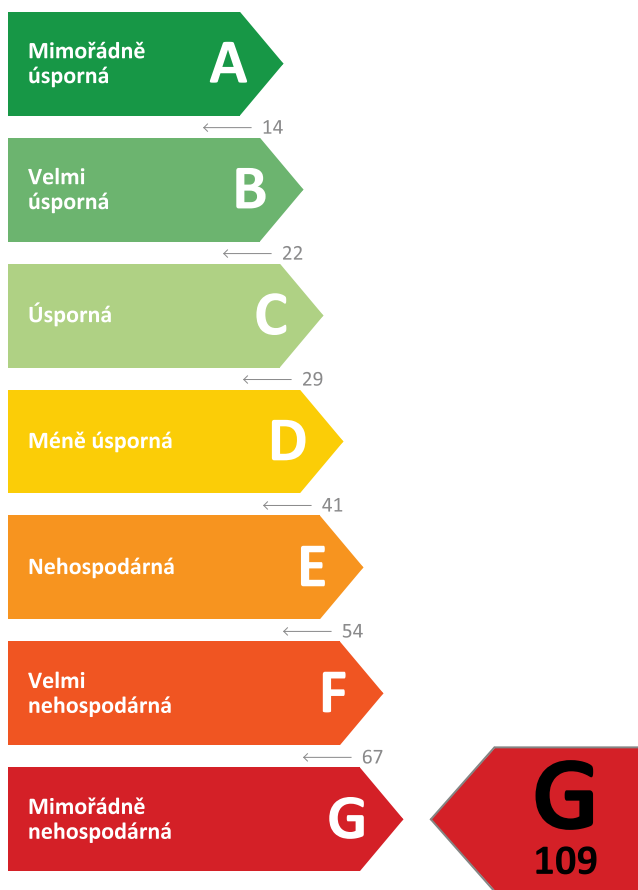 Mimořádně
úsporná
A
14
Velmi
úsporná
B
22
Úsporná
C
29
Méně úsporná
D
41
Nehospodárná
E
54
Velmi
nehospodárná
F
67
Mimořádně
nehospodárná
G
G
109